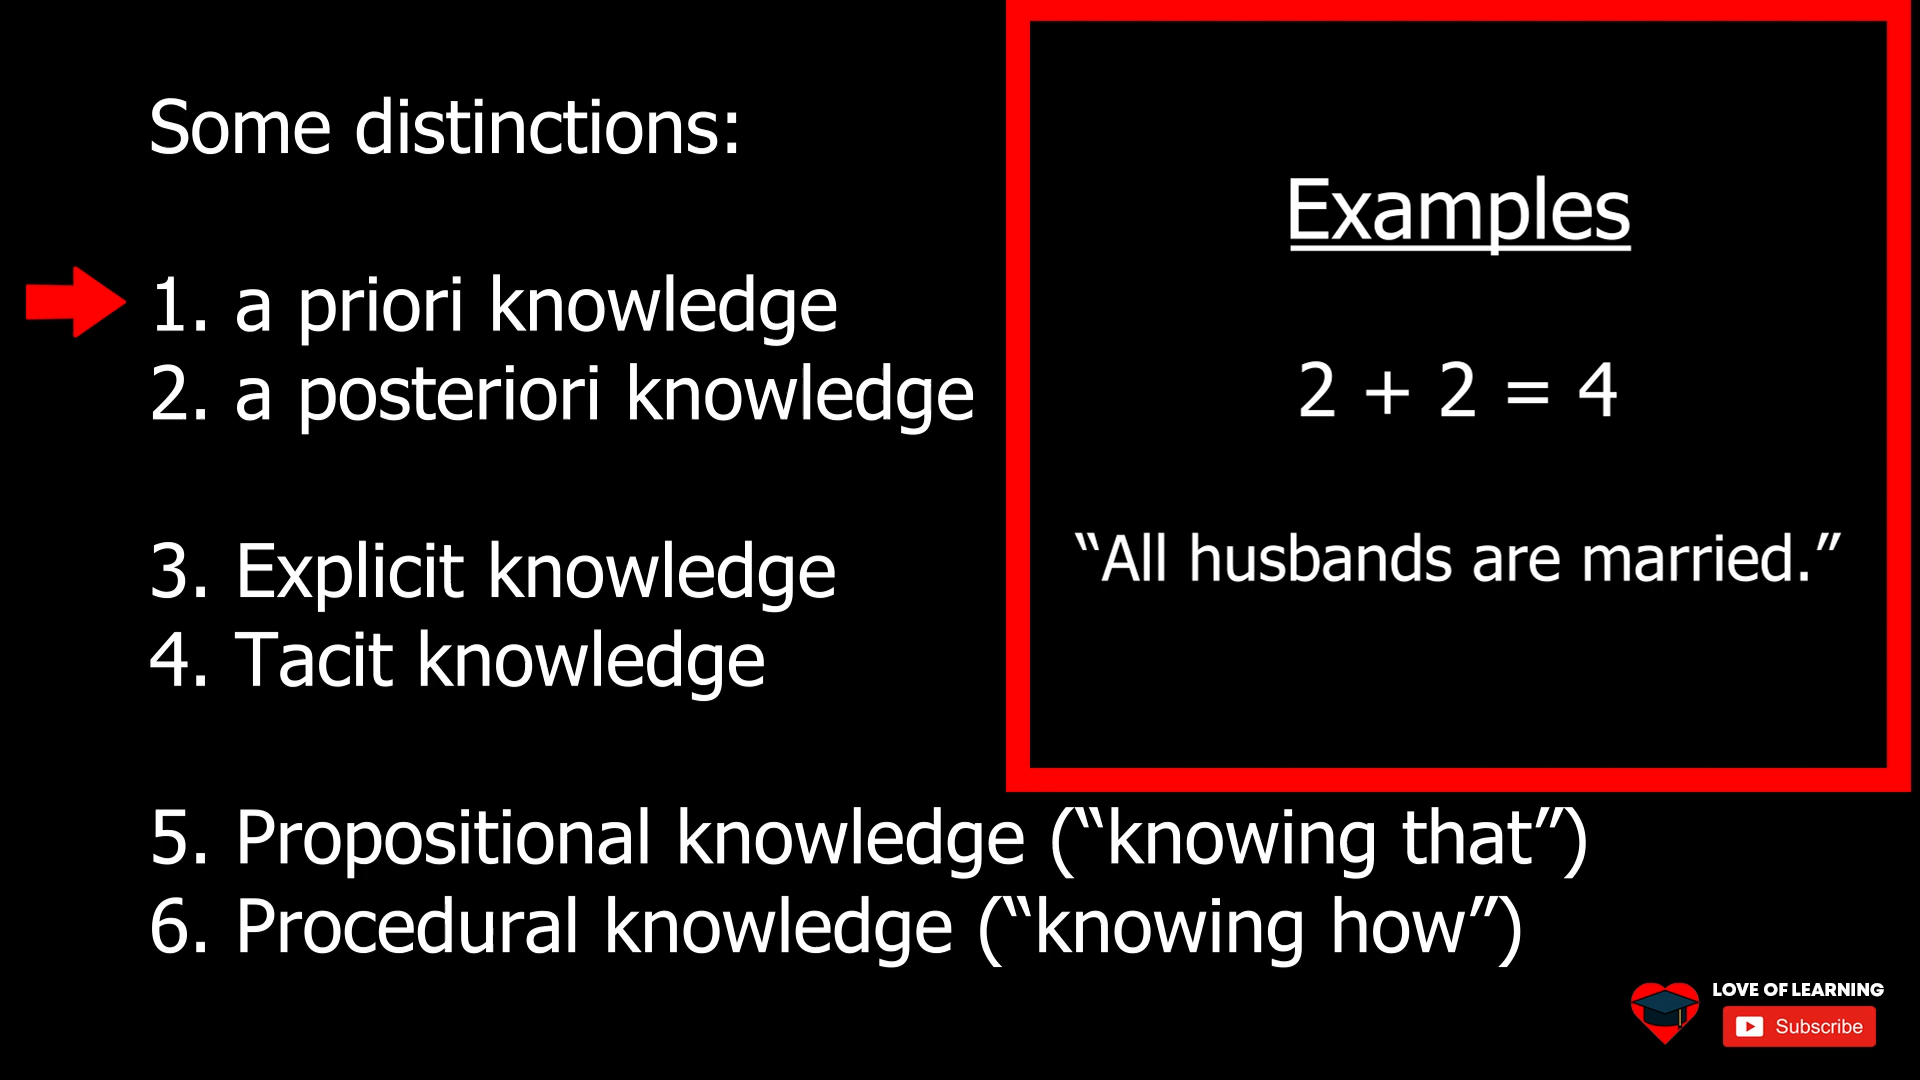 Some distinctions:
1. a priori knowledge
2. a posteriori knowledge
3. Explicit knowledge
4. Tacit knowledge
5. Propositional knowledge (“knowing that”)
6. Procedural knowledge (“knowing how”)
Examples
2 + 2 = 4
“All husbands are married.”
LOVE OF LEARNING
Subscribe